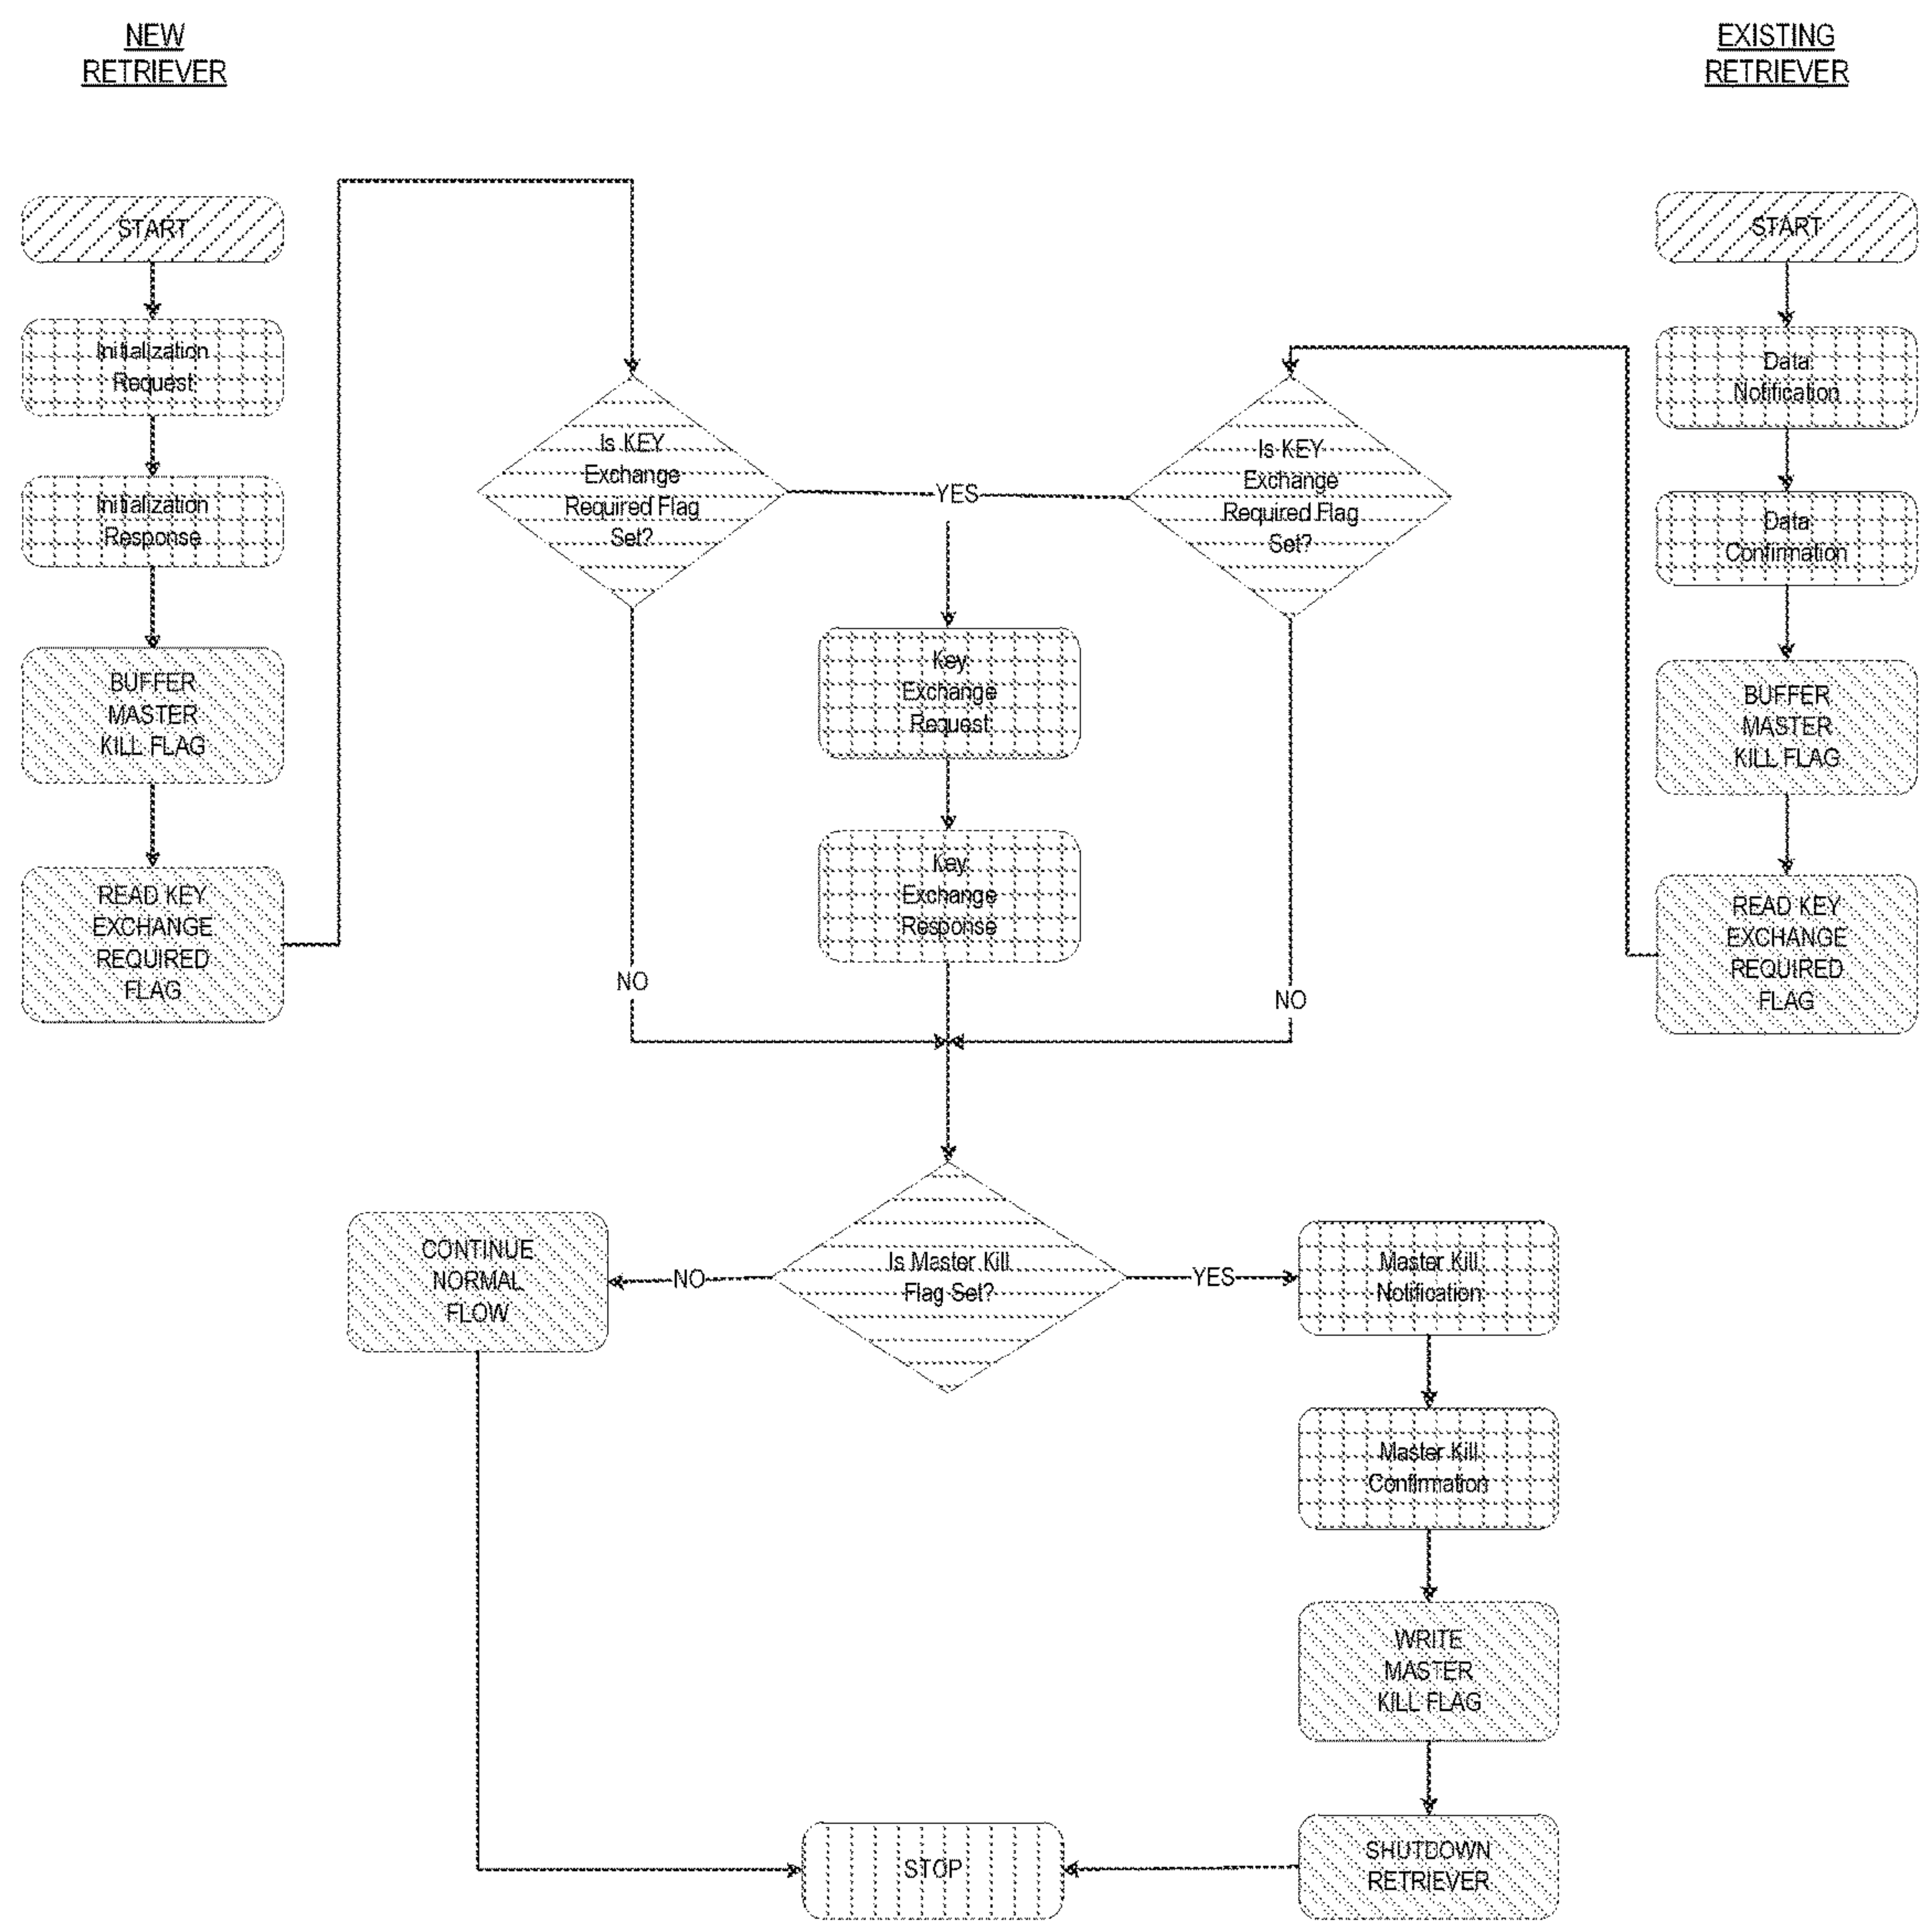 NEW
RETRIEVER
EXISTING
RETRIEVER
START
Initialization
Request
Initialization
Response
BUFFER
MASTER
KILL FLAG
READ KEY
EXCHANGE
REQUIRED
FLAG
Is KEY
Exchange
Required Flag
Set?
YES
Is KEY
Exchange
Required Flag
Set?
Key
Exchange
Request
Key
Exchange
Response
NO
NO
START
Data
Notification
Data
Confirmation
BUFFER
MASTER
KILL FLAG
READ KEY
EXCHANGE
REQUIRED
FLAG
Is Master Kill
Flag Set?
NO
CONTINUE
NORMAL
FLOW
YES
Master Kill
Notification
Master Kill
Confirmation
WRITE
MASTER
KILL FLAG
SHUTDOWN
RETRIEVER
STOP